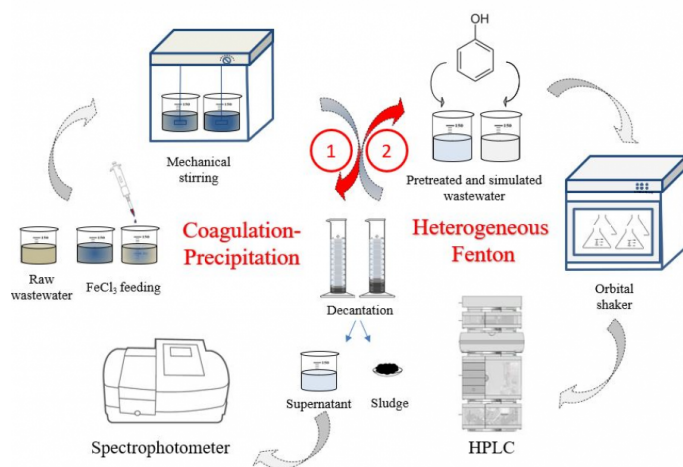 OH
Mechanical
stirring
1
2
Pretreated and simulated
wastewater
Coagulation-
Precipitation
Heterogeneous
Fenton
Raw
wastewater
FeCl₃ feeding
Orbital
shaker
Decantation
Supernatant
Sludge
Spectrophotometer
HPLC